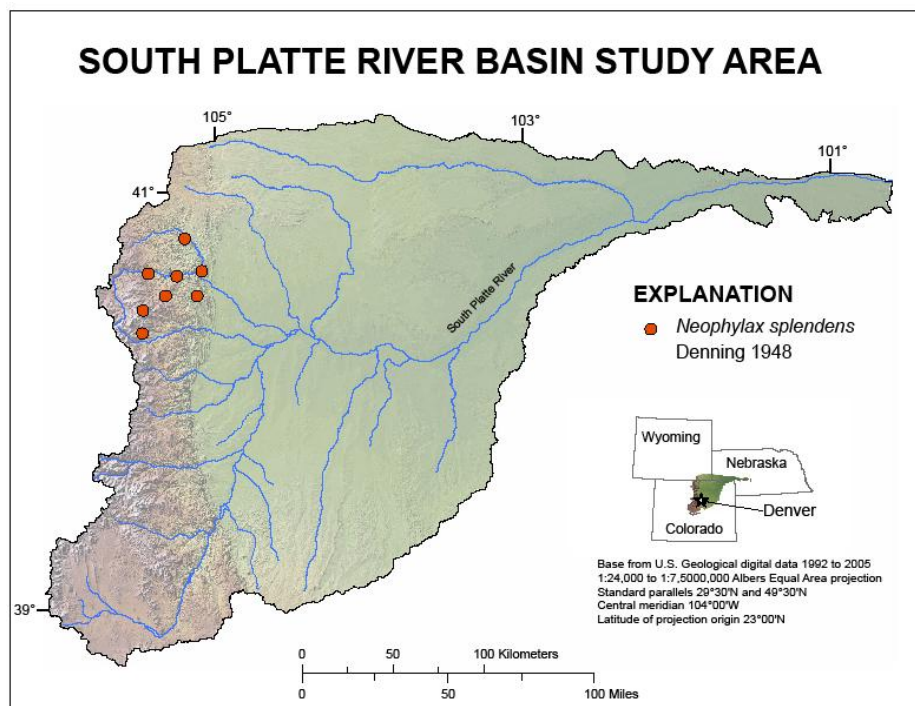 SOUTH PLATTE RIVER BASIN STUDY AREA
105°
103°
101°
41°
South Platte River
EXPLANATION
Neophylax splendens
Denning 1948
Wyoming
Nebraska
Denver
Colorado
Base from U.S. Geological digital data 1992 to 2005
1:24,000 to 1:7,5000,000 Albers Equal Area projection
Standard parallels 29°30'N and 49°30'N
Central meridian 104°00'W
Latitude of projection origin 23°00'N
39°
0 50 100 Kilometers
0 50 100 Miles